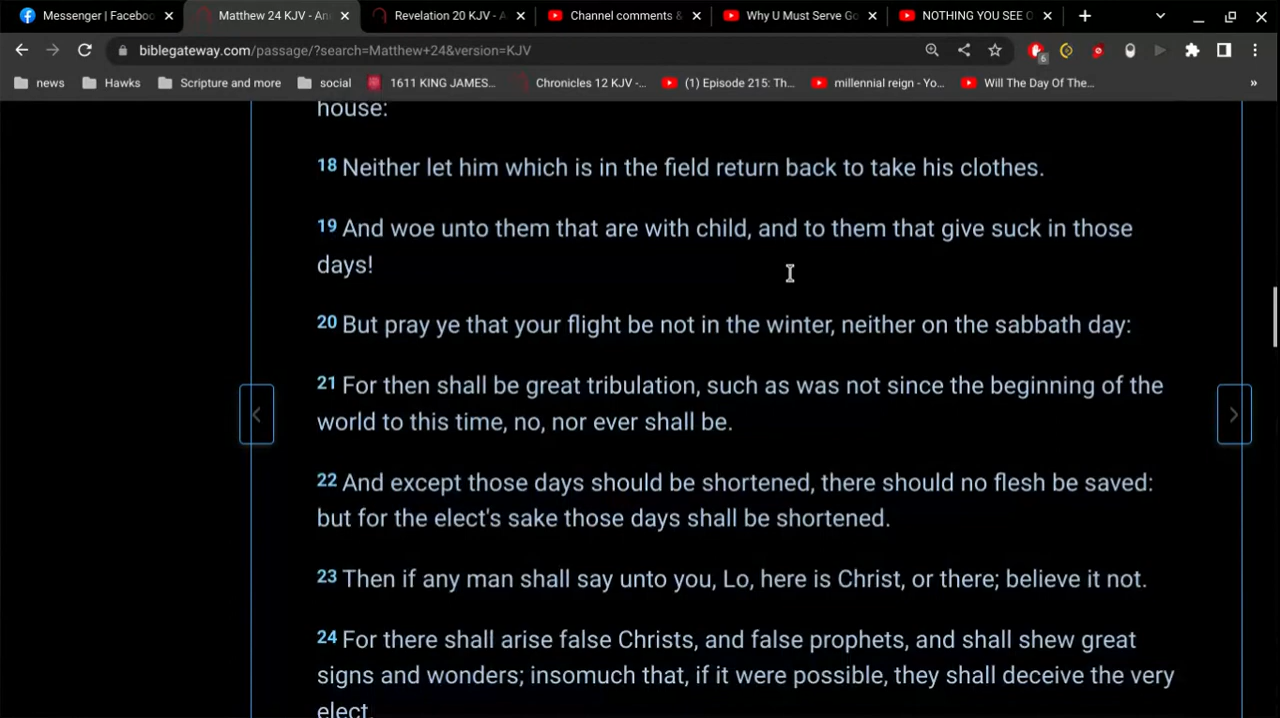 Messenger | Faceboo
Matthew 24 KJV - An
Revelation 20 KJV - A
Channel comments &
Why U Must Serve Go
NOTHING YOU SEE O
biblegateway.com/passage/?search=Matthew+24&version=KJV
6
news
Hawks
Scripture and more
social
1611 KING JAMES...
Chronicles 12 KJV -...
(1) Episode 215: Th...
millennial reign - Yo...
Will The Day Of The...
»
house:
18 Neither let him which is in the field return back to take his clothes.
19 And woe unto them that are with child, and to them that give suck in those
days!
20 But pray ye that your flight be not in the winter, neither on the sabbath day:
21 For then shall be great tribulation, such as was not since the beginning of the
world to this time, no, nor ever shall be.
22 And except those days should be shortened, there should no flesh be saved:
but for the elect's sake those days shall be shortened.
23 Then if any man shall say unto you, Lo, here is Christ, or there; believe it not.
24 For there shall arise false Christs, and false prophets, and shall shew great
signs and wonders; insomuch that, if it were possible, they shall deceive the very
elect.